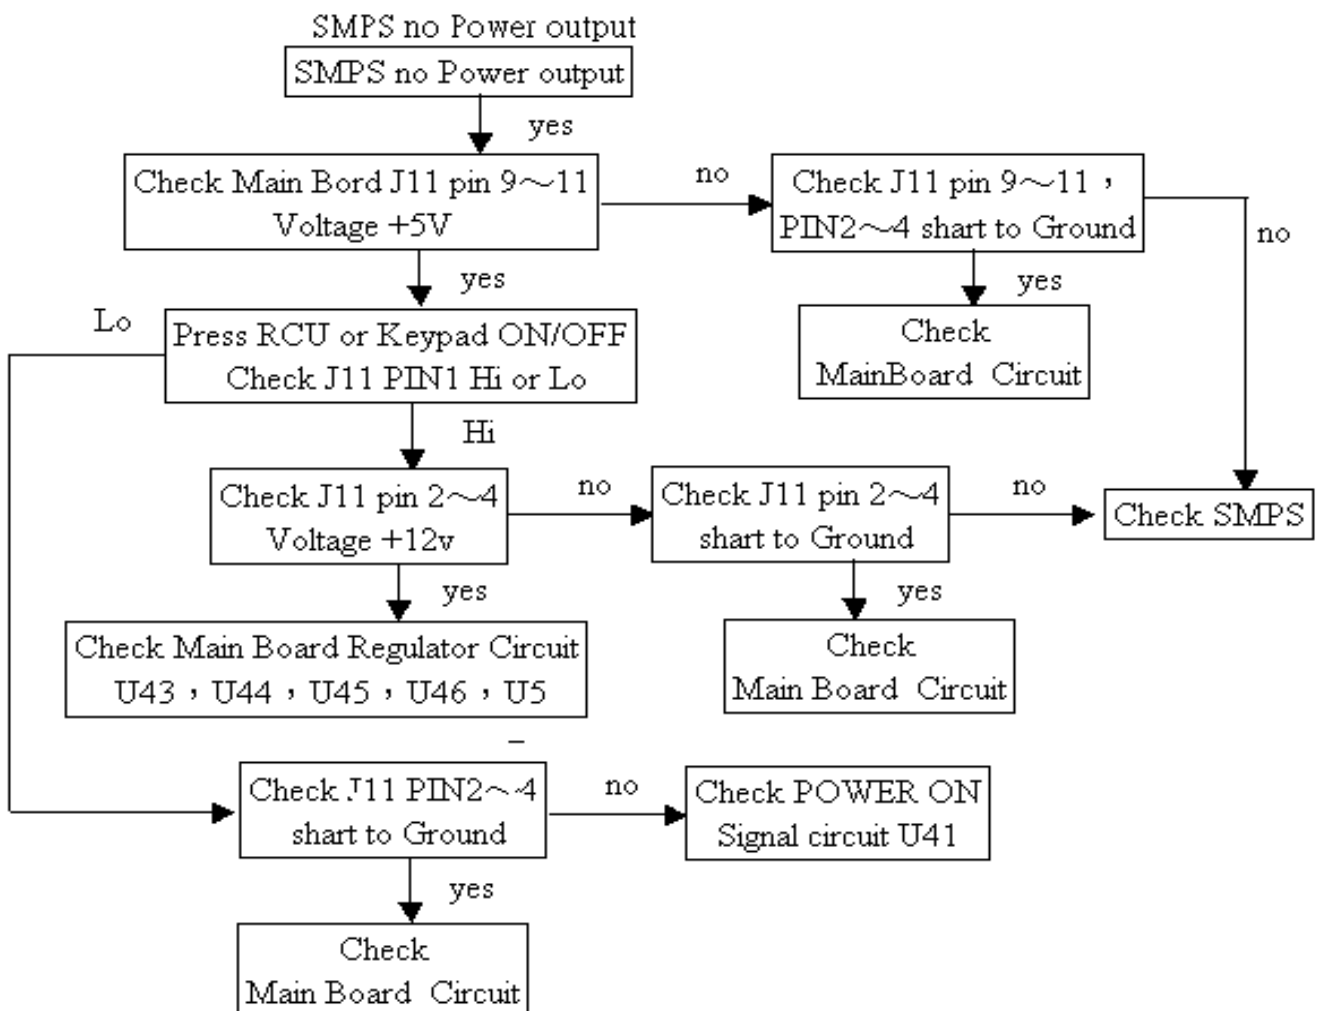 SMPS no Power output
SMPS no Power output
yes
Check Main Bord J11 pin 9～11
Voltage +5V
no
Check J11 pin 9～11，
PIN2～4 shart to Ground
no
yes
yes
Lo
Press RCU or Keypad ON/OFF
Check J11 PIN1 Hi or Lo
Check
MainBoard Circuit
Hi
Check J11 pin 2～4
Voltage +12v
no
Check J11 pin 2～4
shart to Ground
no
Check SMPS
yes
yes
Check Main Board Regulator Circuit
U43，U44，U45，U46，U5
Check
Main Board Circuit
Check J11 PIN2～4
shart to Ground
no
Check POWER ON
Signal circuit U41
yes
Check
Main Board Circuit